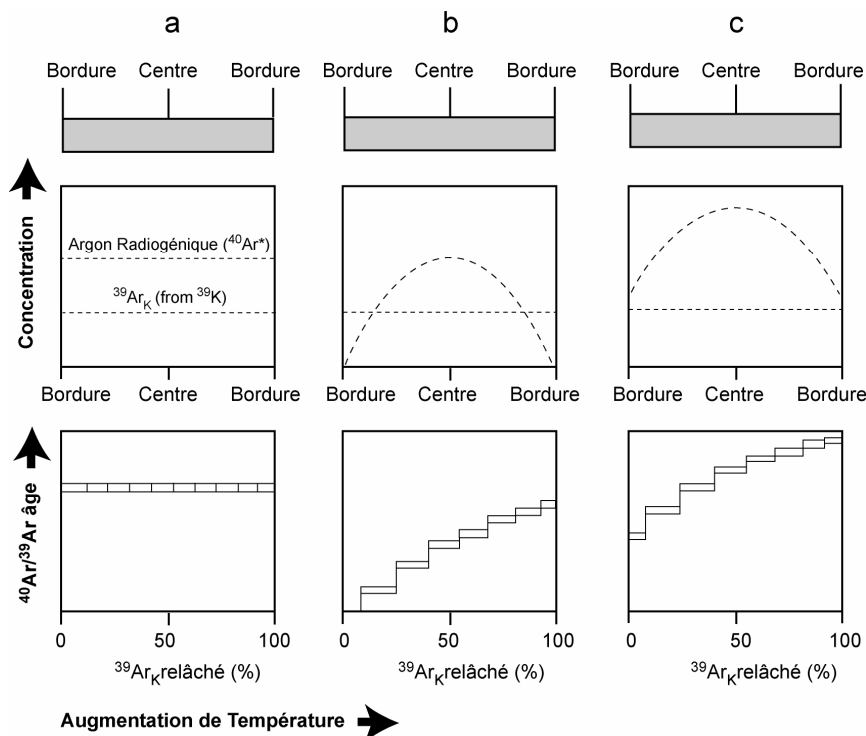 a b c
Bordure Centre Bordure Bordure Centre Bordure Bordure Centre Bordure
Concentration
Argon Radiogénique (⁴⁰Ar*)
³⁹Ar_K (from ³⁹K)
Bordure Centre Bordure Bordure Centre Bordure Bordure Centre Bordure
⁴⁰Ar/³⁹Ar âge
0 50 100 0 50 100 0 50 100
³⁹Ar_K relâché (%) ³⁹Ar_K relâché (%) ³⁹Ar_K relâché (%)
Augmentation de Température